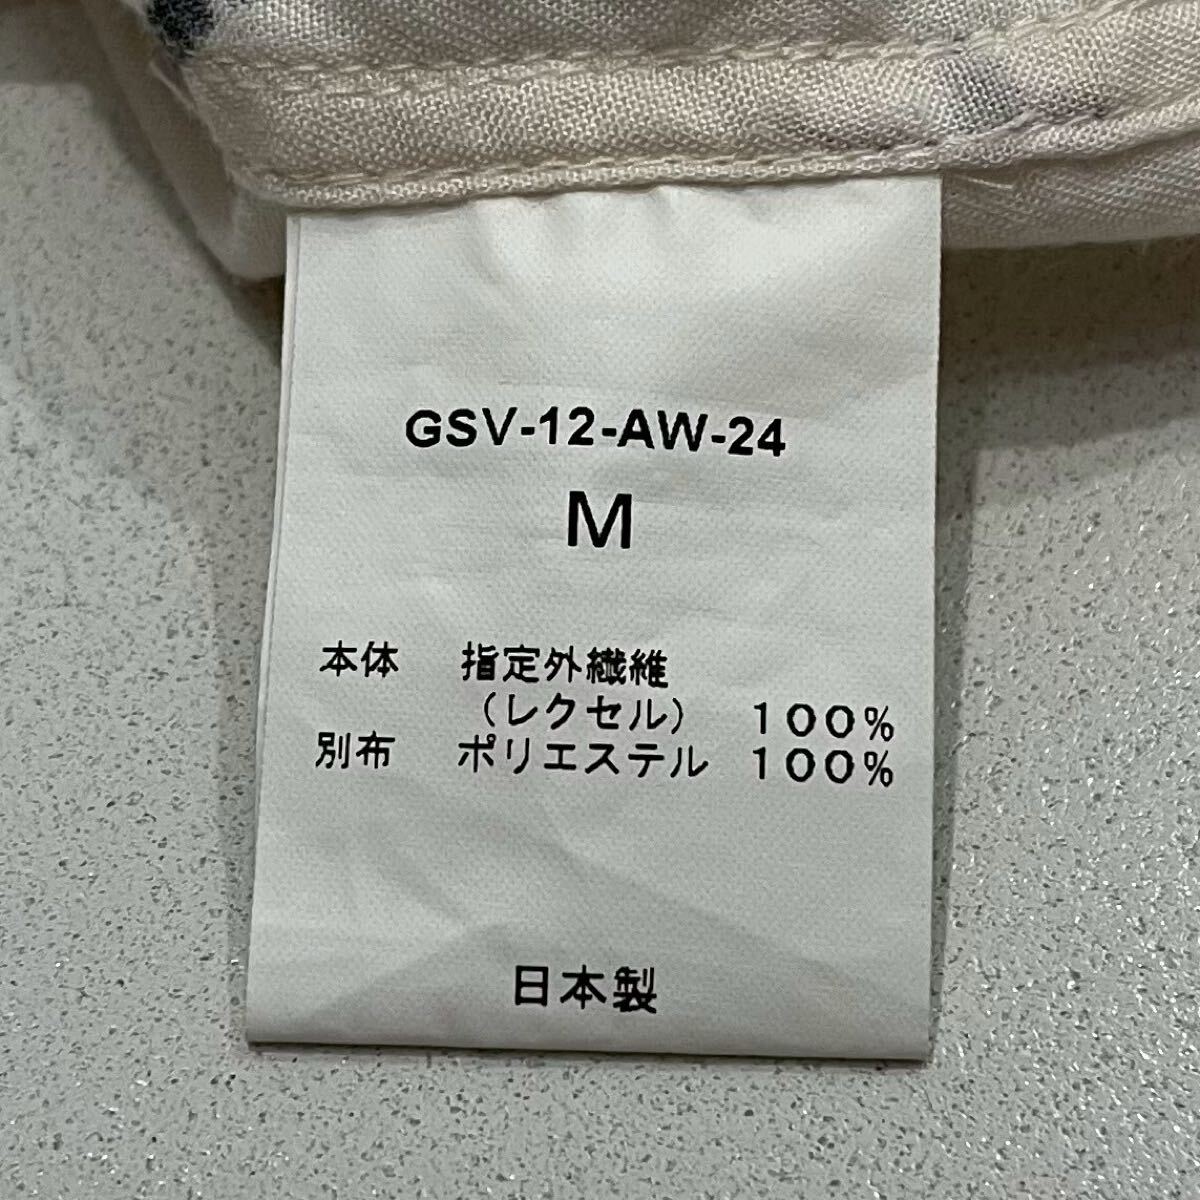 GSV-12-AW-24
M
本体 指定外繊維
（レクセル） １００％
別布 ポリエステル １００％
日本製